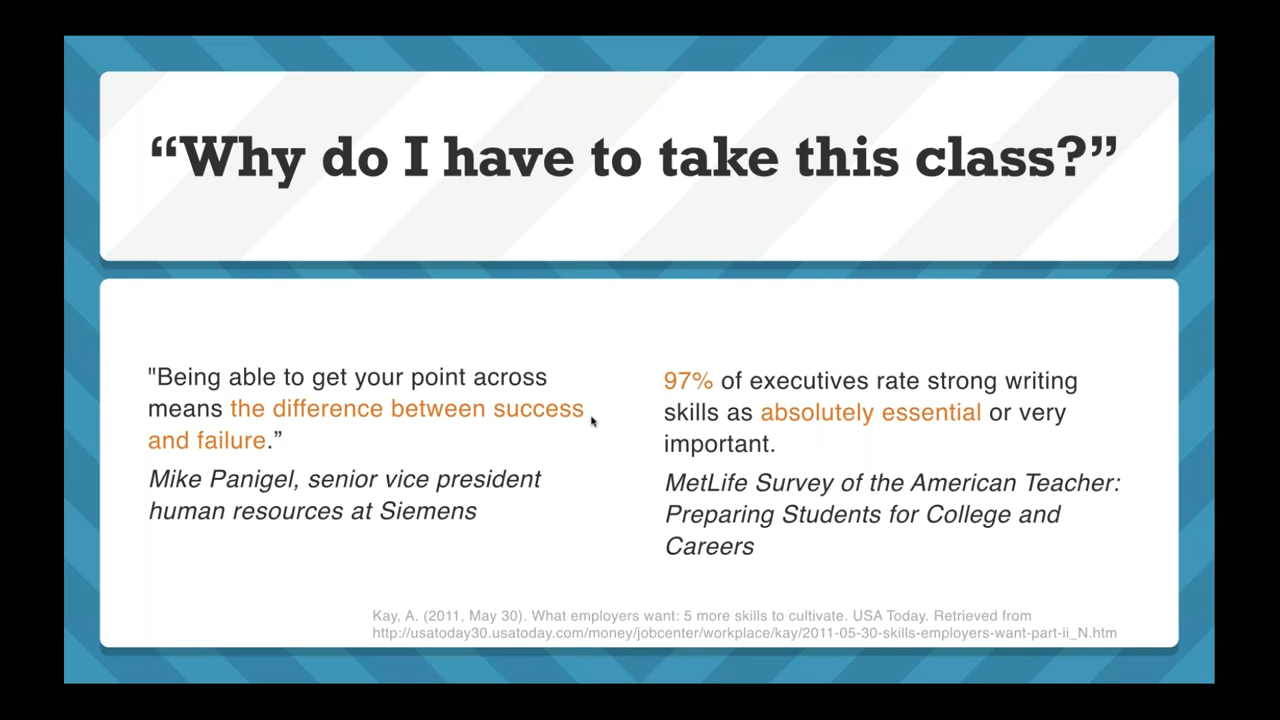 “Why do I have to take this class?”
"Being able to get your point across
means the difference between success
and failure.”
Mike Panigel, senior vice president
human resources at Siemens
97% of executives rate strong writing
skills as absolutely essential or very
important.
MetLife Survey of the American Teacher:
Preparing Students for College and
Careers
Kay, A. (2011, May 30). What employers want: 5 more skills to cultivate. USA Today. Retrieved from
http://usatoday30.usatoday.com/money/jobcenter/workplace/kay/2011-05-30-skills-employers-want-part-ii_N.htm